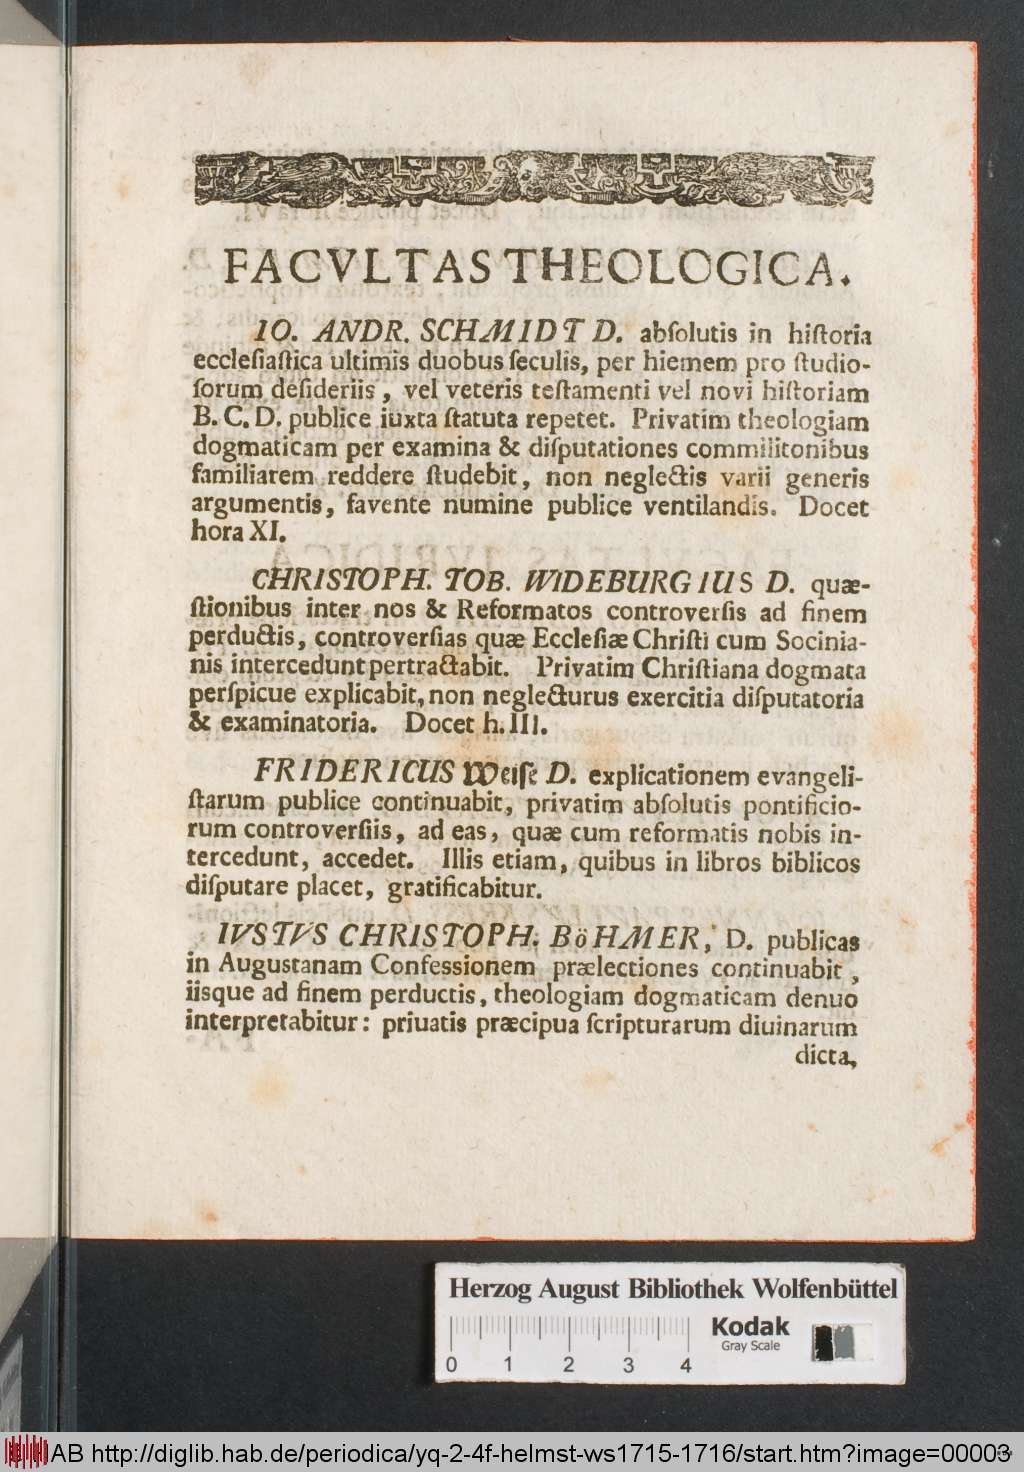 FACVLTAS THEOLOGICA.
IO. ANDR. SCHMIDT D. abſolutis in hiſtoria
eccleſiaſtica ultimis duobus ſeculis, per hiemem pro ſtudio-
ſorum deſideriis, vel veteris teſtamenti vel novi hiſtoriam
B. C. D. publice iuxta ſtatuta repetet. Privatim theologiam
dogmaticam per examina & diſputationes commilitonibus
familiarem reddere ſtudebit, non neglectis varii generis
argumentis, favente numine publice ventilandis. Docet
hora XI.
CHRISTOPH. TOB. WIDEBURGIUS D. quæ-
ſtionibus inter nos & Reformatos controverſis ad finem
perductis, controverſias quæ Eccleſiæ Chriſti cum Socinia-
nis intercedunt pertractabit. Privatim Chriſtiana dogmata
perſpicue explicabit, non neglecturus exercitia diſputatoria
& examinatoria. Docet h. III.
FRIDERICUS Weiſe D. explicationem evangeli-
ſtarum publice continuabit, privatim abſolutis pontificio-
rum controverſiis, ad eas, quæ cum reformatis nobis in-
tercedunt, accedet. Illis etiam, quibus in libros biblicos
diſputare placet, gratificabitur.
IVSTVS CHRISTOPH. BöHMER, D. publicas
in Augustanam Confessionem prælectiones continuabit,
iisque ad finem perductis, theologiam dogmaticam denuo
interpretabitur: priuatis præcipua ſcripturarum diuinarum
dicta,
Herzog August Bibliothek Wolfenbüttel
Kodak
Gray Scale
0 1 2 3 4
HAB http://diglib.hab.de/periodica/yq-2-4f-helmst-ws1715-1716/start.htm?image=00003